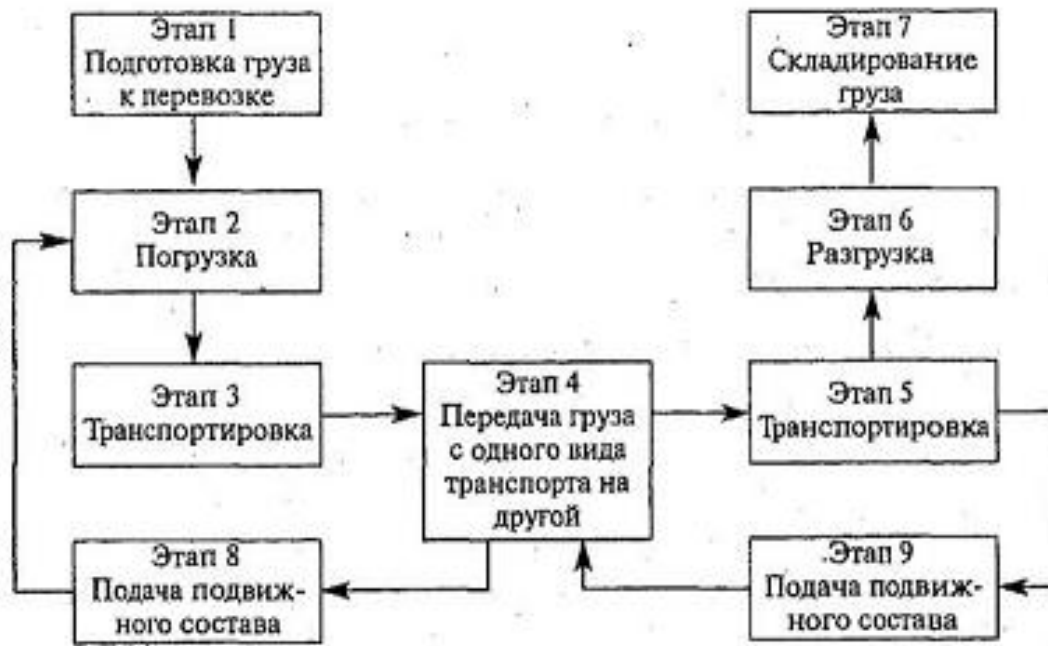 Этап 1
Подготовка груза
к перевозке
Этап 2
Погрузка
Этап 3
Транспортировка
Этап 4
Передача груза
с одного вида
транспорта на
другой
Этап 5
Транспортировка
Этап 6
Разгрузка
Этап 7
Складирование
груза
Этап 8
Подача подвиж-
ного состава
Этап 9
Подача подвиж-
ного состава